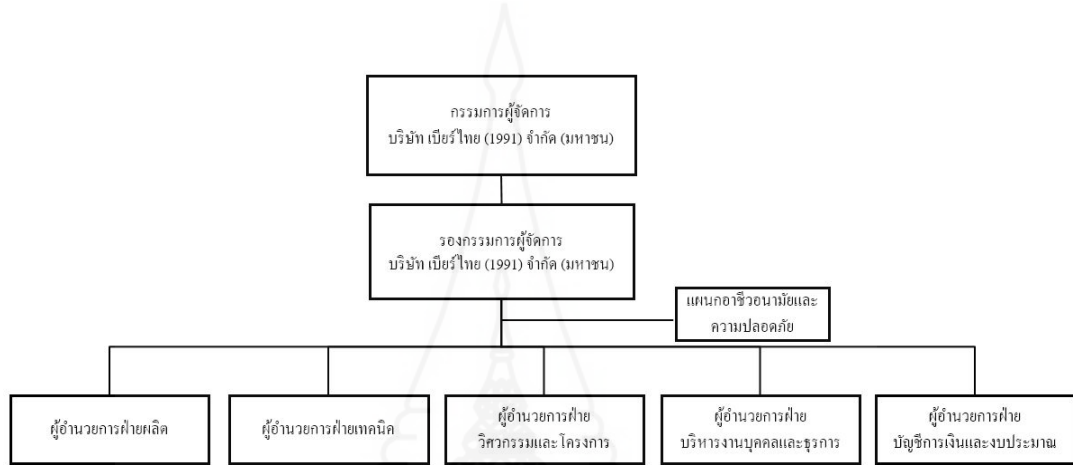 กรรมการผู้จัดการ
บริษัท เบียร์ไทย (1991) จำกัด (มหาชน)
รองกรรมการผู้จัดการ
บริษัท เบียร์ไทย (1991) จำกัด (มหาชน)
แผนกอาชีวอนามัยและ
ความปลอดภัย
ผู้อำนวยการฝ่ายผลิต
ผู้อำนวยการฝ่ายเทคนิค
ผู้อำนวยการฝ่าย
วิศวกรรมและโครงการ
ผู้อำนวยการฝ่าย
บริหารงานบุคคลและธุรการ
ผู้อำนวยการฝ่าย
บัญชีการเงินและงบประมาณ